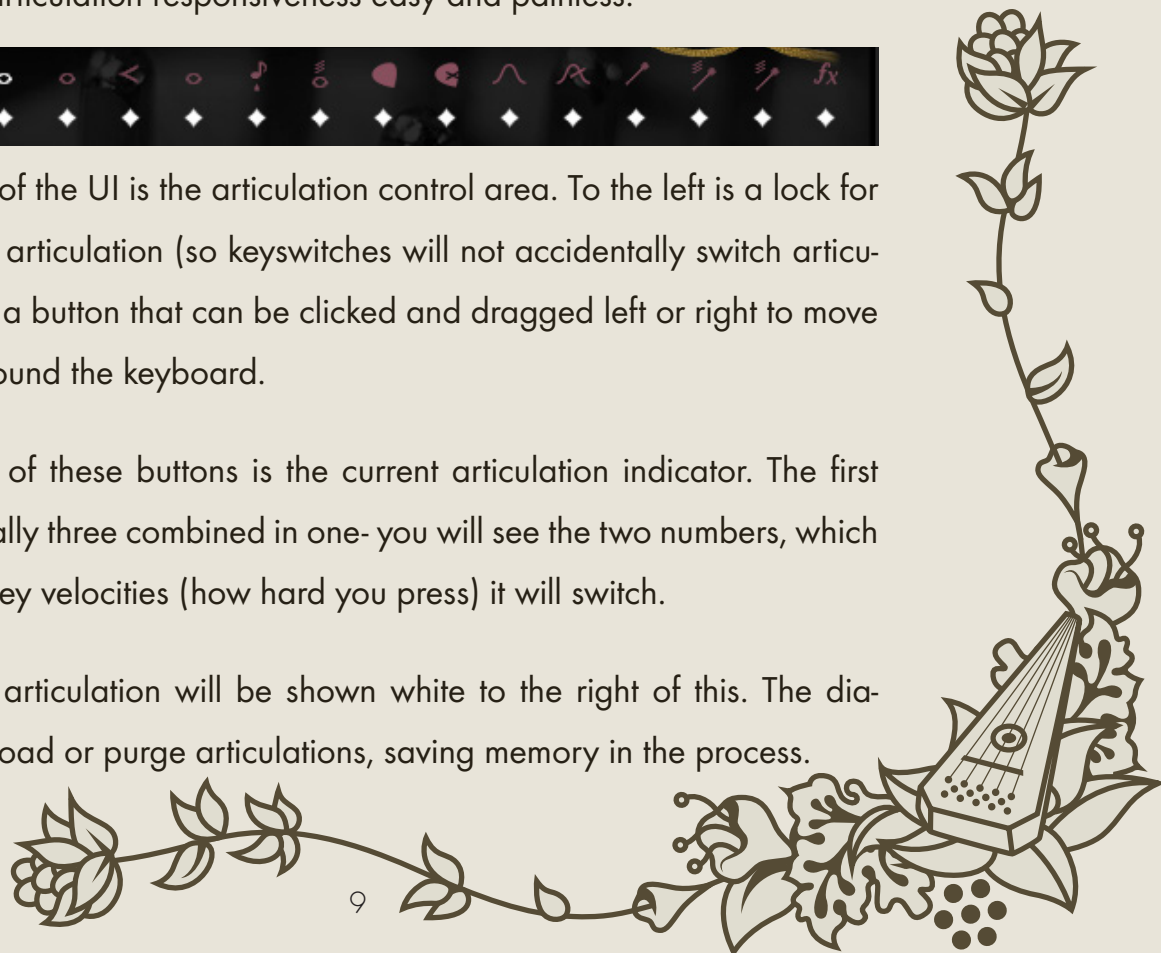 articulation responsiveness easy and painless.
fx
of the UI is the articulation control area. To the left is a lock for
articulation (so keyswitches will not accidentally switch articu-
a button that can be clicked and dragged left or right to move
ound the keyboard.
of these buttons is the current articulation indicator. The first
ally three combined in one- you will see the two numbers, which
ey velocities (how hard you press) it will switch.
articulation will be shown white to the right of this. The dia-
oad or purge articulations, saving memory in the process.
9